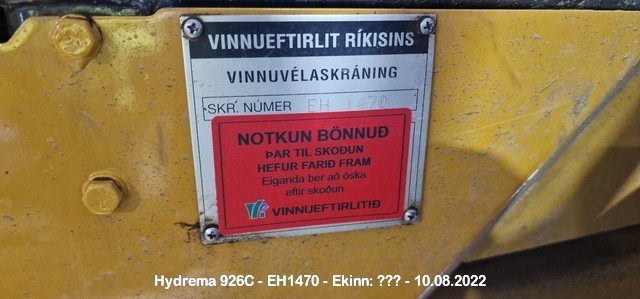 VINNUEFTIRLIT RÍKISINS
VINNUVÉLASKRÁNING
SKR. NÚMER EH 1470
NOTKUN BÖNNUÐ
ÞAR TIL SKOÐUN
HEFUR FARIÐ FRAM
Eiganda ber að óska
eftir skoðun
VINNUEFTIRLITIÐ
Hydrema 926C - EH1470 - Ekinn: ??? - 10.08.2022